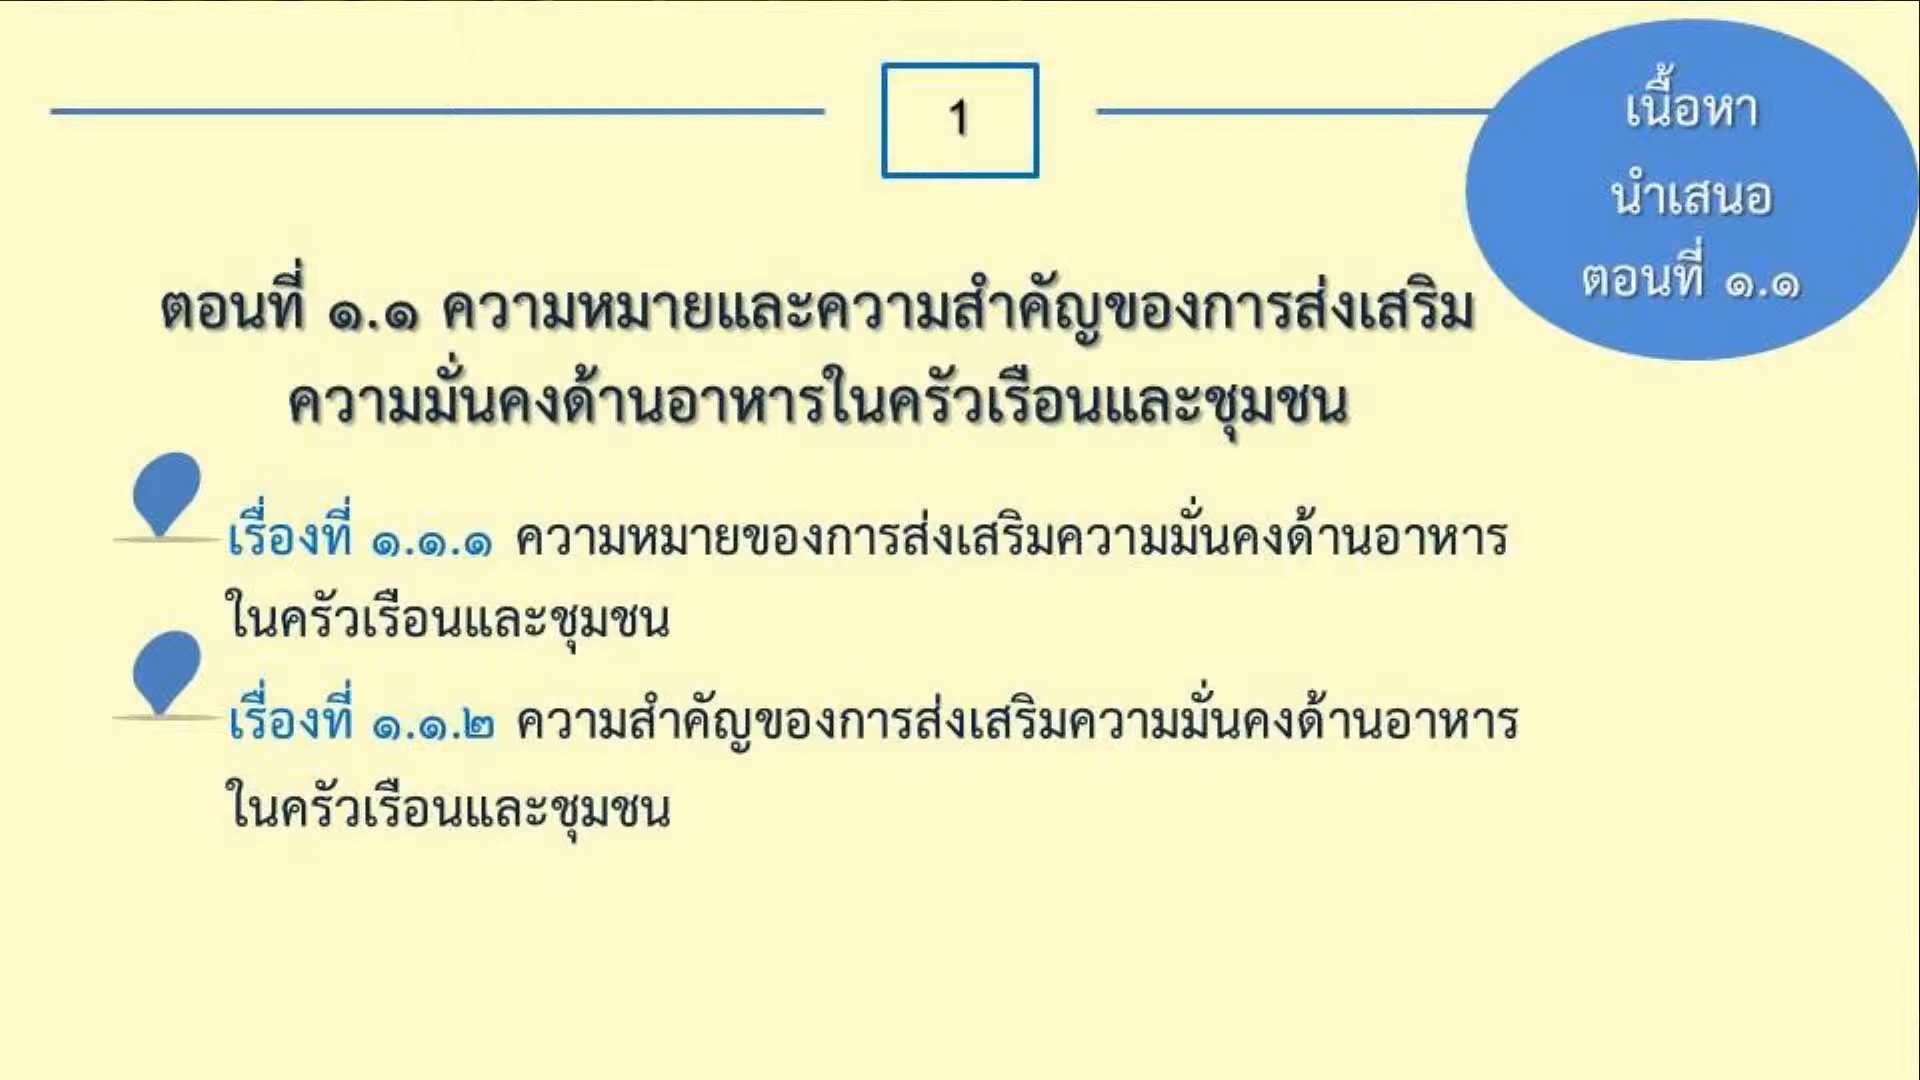 1
เนื้อหา
นำเสนอ
ตอนที่ ๑.๑
ตอนที่ ๑.๑ ความหมายและความสำคัญของการส่งเสริม
ความมั่นคงด้านอาหารในครัวเรือนและชุมชน
เรื่องที่ ๑.๑.๑ ความหมายของการส่งเสริมความมั่นคงด้านอาหาร
ในครัวเรือนและชุมชน
เรื่องที่ ๑.๑.๒ ความสำคัญของการส่งเสริมความมั่นคงด้านอาหาร
ในครัวเรือนและชุมชน